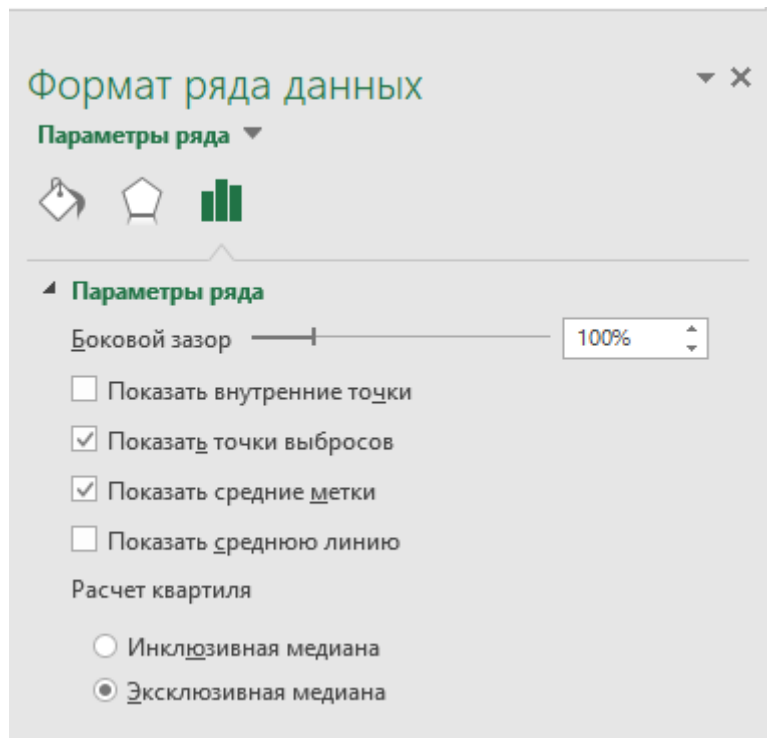 Формат ряда данных
Параметры ряда
Параметры ряда
Боковой зазор 100%
Показать внутренние точки
Показать точки выбросов
Показать средние метки
Показать среднюю линию
Расчет квартиля
Инклюзивная медиана
Эксклюзивная медиана